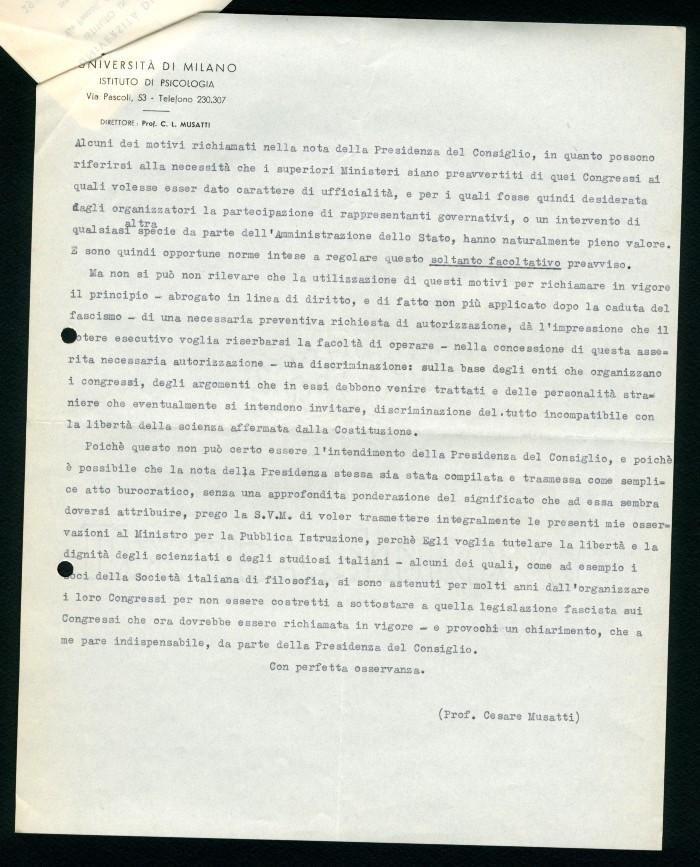 UNIVERSITÀ DI MILANO
ISTITUTO DI PSICOLOGIA
Via Pascoli, 53 - Telefono 230.307
DIRETTORE: Prof. C. L. MUSATTI
Alcuni dei motivi richiamati nella nota della Presidenza del Consiglio, in quanto possono
riferirsi alla necessità che i superiori Ministeri siano preavvertiti di quei Congressi ai
quali volesse esser dato carattere di ufficialità, e per i quali fosse quindi desiderata
dagli organizzatori la partecipazione di rappresentanti governativi, o un intervento di
altra
qualsiasi specie da parte dell'Amministrazione dello Stato, hanno naturalmente pieno valore.
E sono quindi opportune norme intese a regolare questo soltanto facoltativo preavviso.
Ma non si può non rilevare che la utilizzazione di questi motivi per richiamare in vigore
il principio - abrogato in linea di diritto, e di fatto non più applicato dopo la caduta del
fascismo - di una necessaria preventiva richiesta di autorizzazione, dà l'impressione che il
potere esecutivo voglia riserbarsi la facoltà di operare - nella concessione di questa asse=
rita necessaria autorizzazione - una discriminazione: sulla base degli enti che organizzano
i congressi, degli argomenti che in essi debbono venire trattati e delle personalità stra=
niere che eventualmente si intendono invitare, discriminazione del.tutto incompatibile con
la libertà della scienza affermata dalla Costituzione.
Poichè questo non può certo essere l'intendimento della Presidenza del Consiglio, e poichè
è possibile che la nota della Presidenza stessa sia stata compilata e trasmessa come sempli=
ce atto burocratico, senza una approfondita ponderazione del significato che ad essa sembra
doversi attribuire, prego la S.V.M. di voler trasmettere integralmente le presenti mie osser=
vazioni al Ministro per la Pubblica Istruzione, perchè Egli voglia tutelare la libertà e la
dignità degli scienziati e degli studiosi italiani - alcuni dei quali, come ad esempio i
soci della Società italiana di filosofia, si sono astenuti per molti anni dall'organizzare
i loro Congressi per non essere costretti a sottostare a quella legislazione fascista sui
Congressi che ora dovrebbe essere richiamata in vigore - e provochi un chiarimento, che a
me pare indispensabile, da parte della Presidenza del Consiglio.
Con perfetta osservanza.
(Prof. Cesare Musatti)